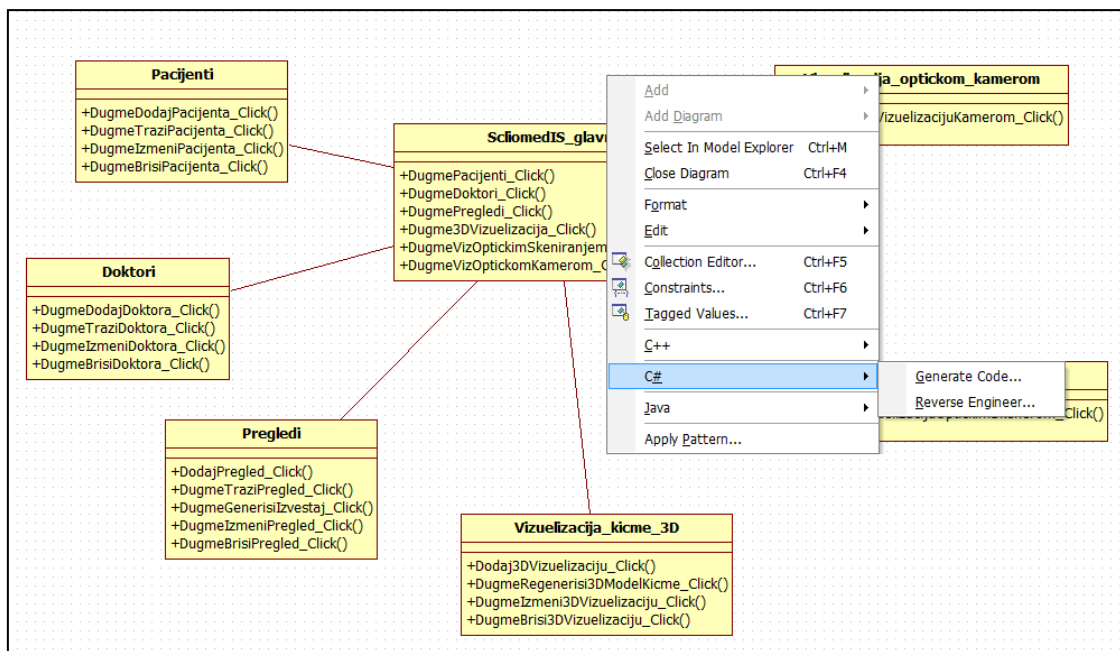 Pacijenti
+DugmeDodajPacijenta_Click()
+DugmeTraziPacijenta_Click()
+DugmeIzmeniPacijenta_Click()
+DugmeBrisiPacijenta_Click()
Doktori
+DugmeDodajDoktora_Click()
+DugmeTraziDoktora_Click()
+DugmeIzmeniDoktora_Click()
+DugmeBrisiDoktora_Click()
Pregledi
+DodajPregled_Click()
+DugmeTraziPregled_Click()
+DugmeGenerisiIzvestaj_Click()
+DugmeIzmeniPregled_Click()
+DugmeBrisiPregled_Click()
ScliomedIS_glavn
+DugmePacijenti_Click()
+DugmeDoktori_Click()
+DugmePregledi_Click()
+Dugme3DVizuelizacija_Click()
+DugmeVizOptickimSkeniranjem
+DugmeVizOptickomKamerom_C
Vizuelizacija_kicme_3D
+Dodaj3DVizuelizaciju_Click()
+DugmeRegenerisi3DModelKicme_Click()
+DugmeIzmeni3DVizuelizaciju_Click()
+DugmeBrisi3DVizuelizaciju_Click()
ija_optickom_kamerom
VizuelizacijuKamerom_Click()
Add
Add Diagram
Select In Model Explorer Ctrl+M
Close Diagram Ctrl+F4
Format
Edit
Collection Editor... Ctrl+F5
Constraints... Ctrl+F6
Tagged Values... Ctrl+F7
C++
C#
Java
Apply Pattern...
Generate Code...
Reverse Engineer...